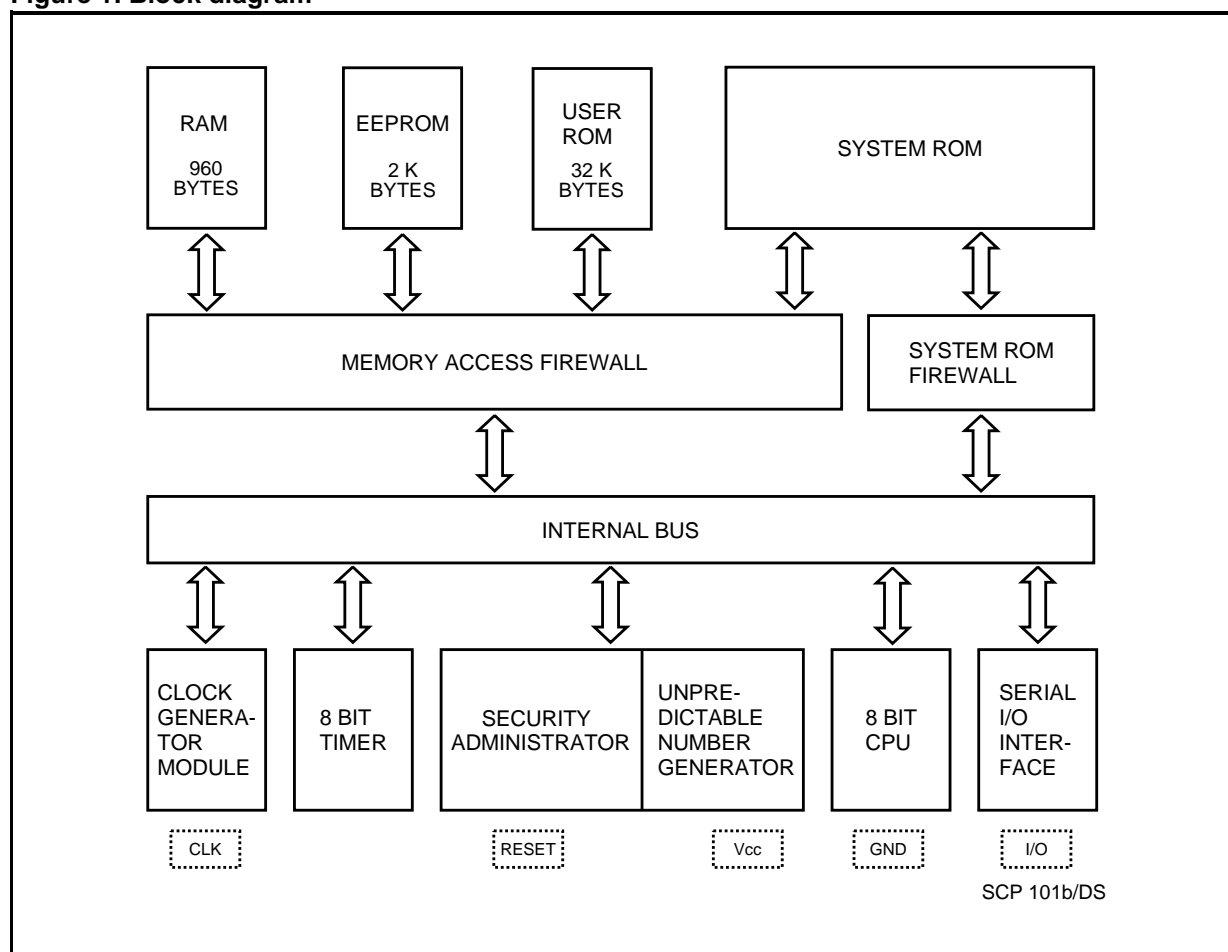 RAM
960
BYTES
EEPROM
2 K
BYTES
USER
ROM
32 K
BYTES
SYSTEM ROM
MEMORY ACCESS FIREWALL
SYSTEM ROM
FIREWALL
INTERNAL BUS
CLOCK
GENERA-
TOR
MODULE
8 BIT
TIMER
SECURITY
ADMINISTRATOR
UNPRE-
DICTABLE
NUMBER
GENERATOR
8 BIT
CPU
SERIAL
I/O
INTER-
FACE
CLK
RESET
Vcc
GND
I/O
SCP 101b/DS